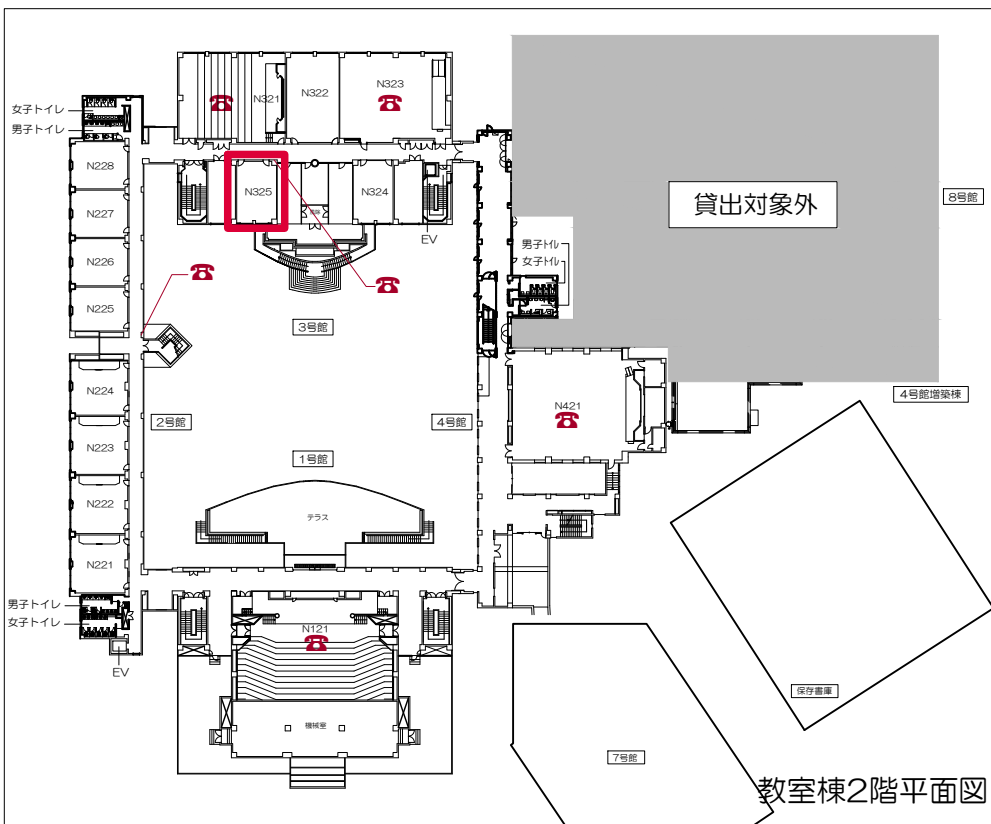 N321
N322
N323
女子トイレ
男子トイレ
N228
N227
N226
N225
N325
N324
EV
貸出対象外
8号館
男子トイレ
女子トイレ
3号館
N224
N223
N222
N221
2号館
4号館
1号館
テラス
N421
4号館増築棟
男子トイレ
女子トイレ
EV
N121
機械室
保存書庫
7号館
教室棟2階平面図